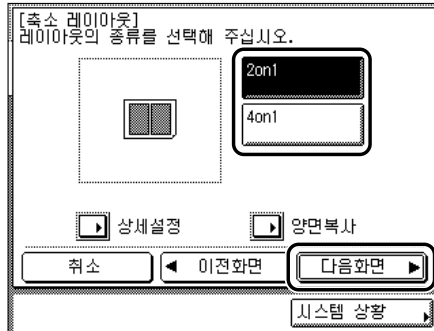 [축소 레이아웃]
레이아웃의 종류를 선택해 주십시오.
2on1
4on1
상세설정
양면복사
취소
◀ 이전화면
다음화면 ▶
시스템 상황